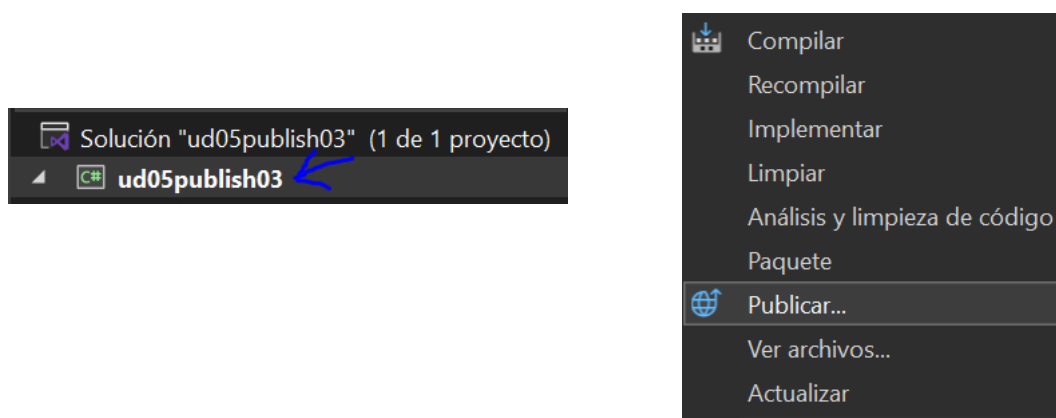 Solución "ud05publish03" (1 de 1 proyecto)
C# ud05publish03
Compilar
Recompilar
Implementar
Limpiar
Análisis y limpieza de código
Paquete
Publicar...
Ver archivos...
Actualizar